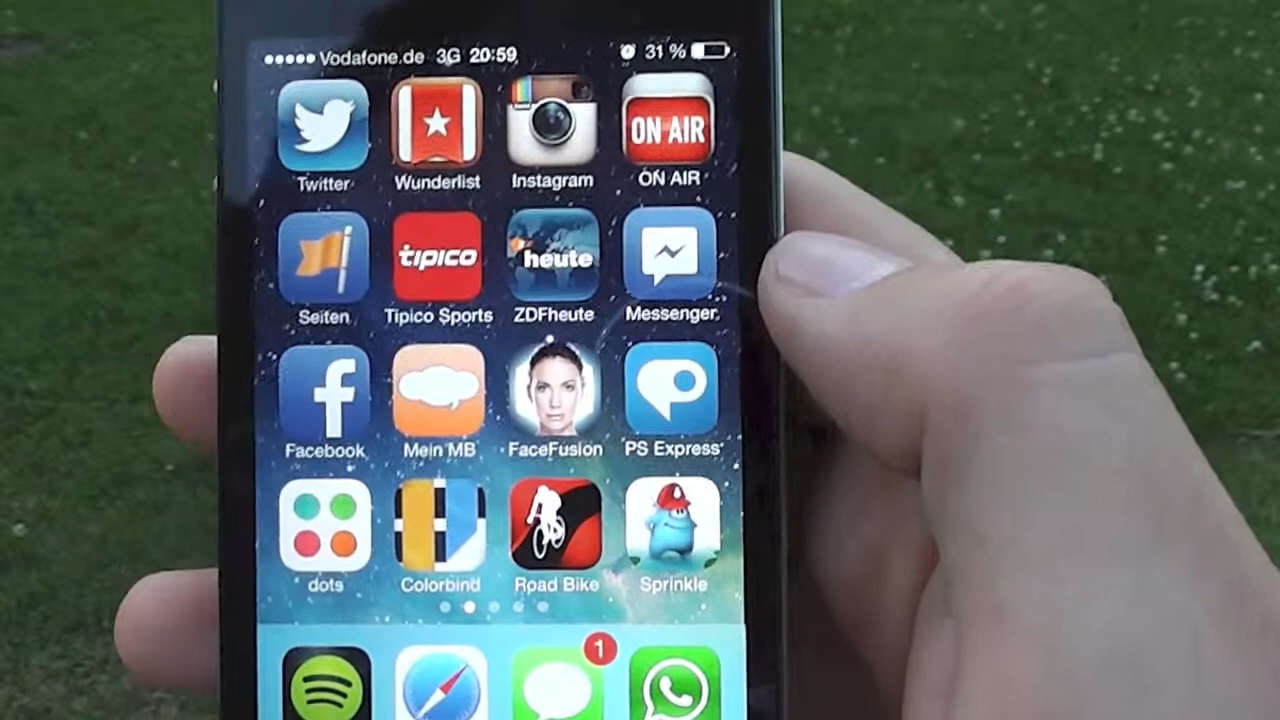 Vodafone.de 3G 20:59 31 %
ON AIR
Twitter Wunderlist Instagram ON AIR
tipico heute
Seiten Tipico Sports ZDFheute Messenger
Facebook Mein MB FaceFusion PS Express
dots Colorbind Road Bike Sprinkle
1